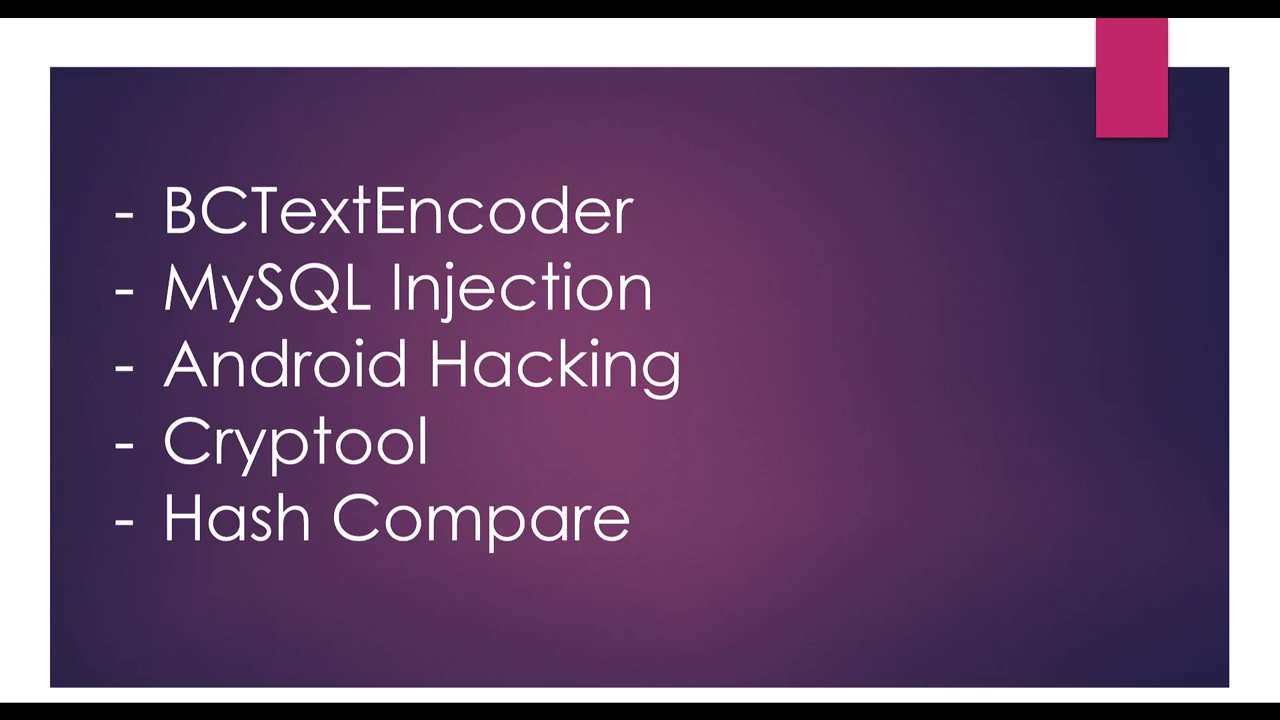 - BCTextEncoder
- MySQL Injection
- Android Hacking
- Cryptool
- Hash Compare